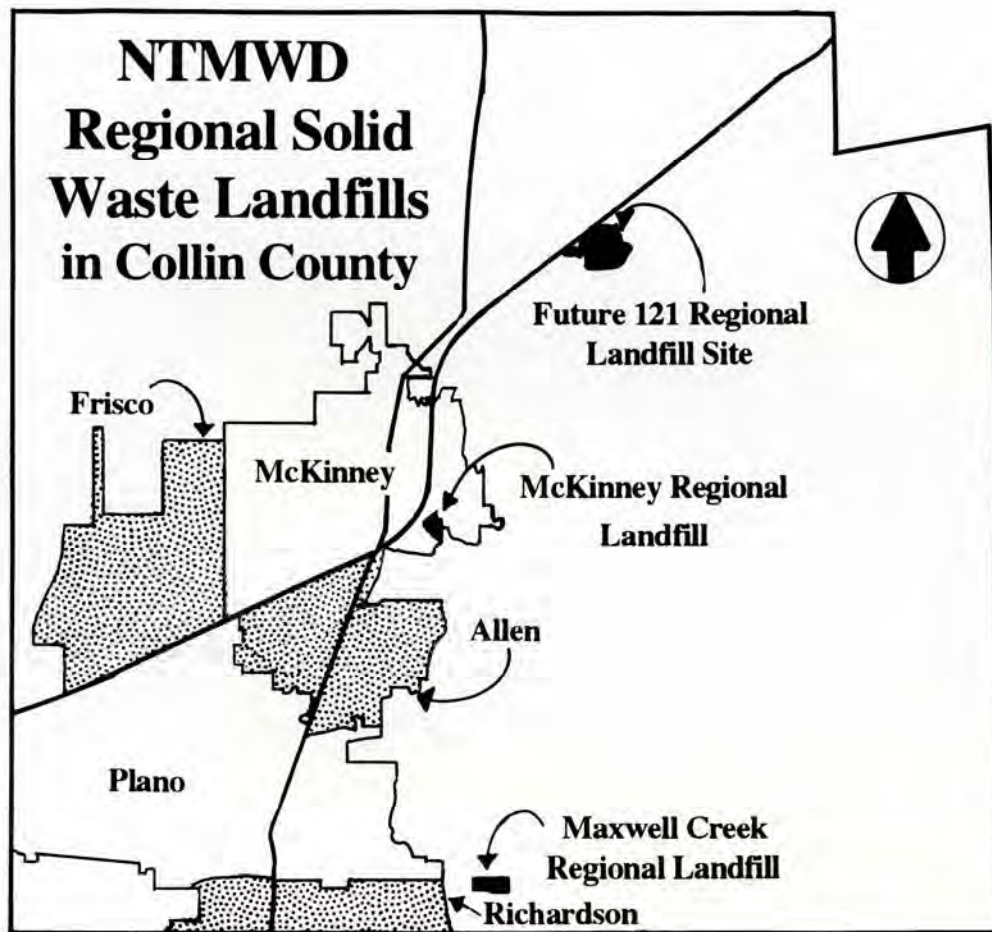 NTMWD
Regional Solid
Waste Landfills
in Collin County
Future 121 Regional
Landfill Site
Frisco
McKinney
McKinney Regional
Landfill
Allen
Plano
Maxwell Creek
Regional Landfill
Richardson